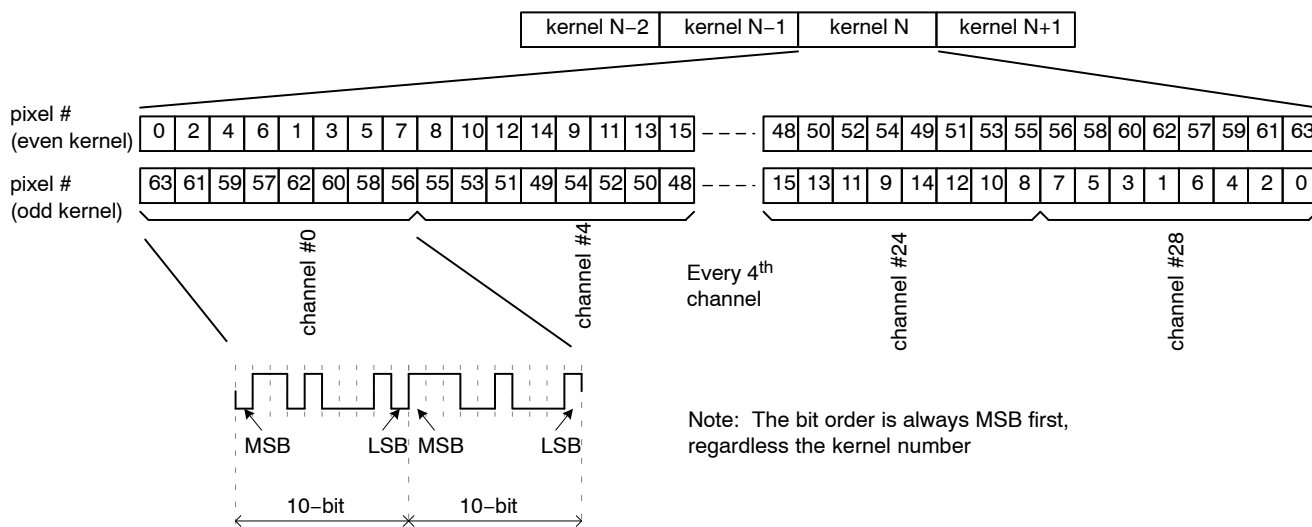 kernel N−2 kernel N−1 kernel N kernel N+1
pixel #
(even kernel)
0 2 4 6 1 3 5 7 8 10 12 14 9 11 13 15 48 50 52 54 49 51 53 55 56 58 60 62 57 59 61 63
pixel #
(odd kernel)
63 61 59 57 62 60 58 56 55 53 51 49 54 52 50 48 15 13 11 9 14 12 10 8 7 5 3 1 6 4 2 0
channel #0
channel #4
Every 4th
channel
channel #24
channel #28
MSB LSB MSB LSB
Note: The bit order is always MSB first,
regardless the kernel number
10−bit 10−bit